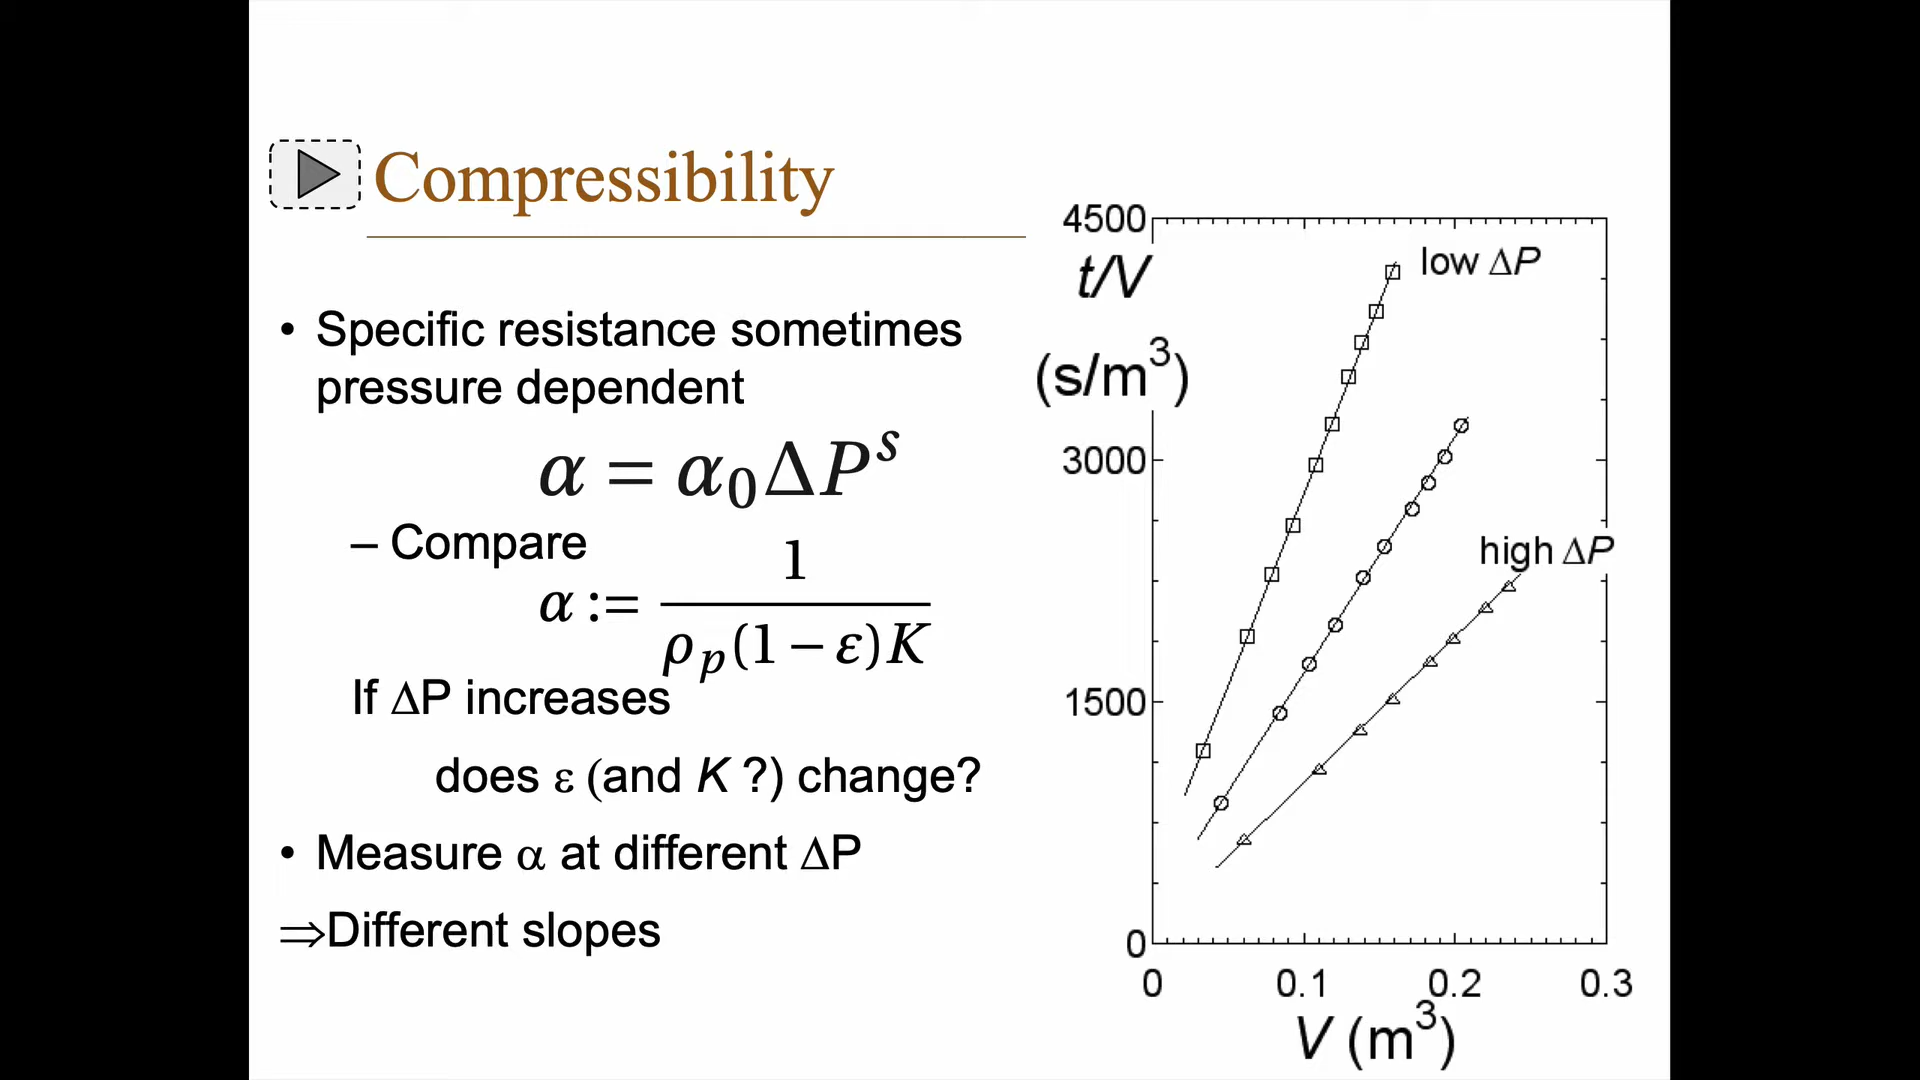 Compressibility
• Specific resistance sometimes
pressure dependent
α = α₀ΔPˢ
– Compare
α := 1 / ρₚ(1 − ε)K
If ΔP increases
does ε (and K ?) change?
• Measure α at different ΔP
⇒Different slopes
4500
t/V
(s/m³)
3000
1500
0
low ΔP
high ΔP
0 0.1 0.2 0.3
V (m³)